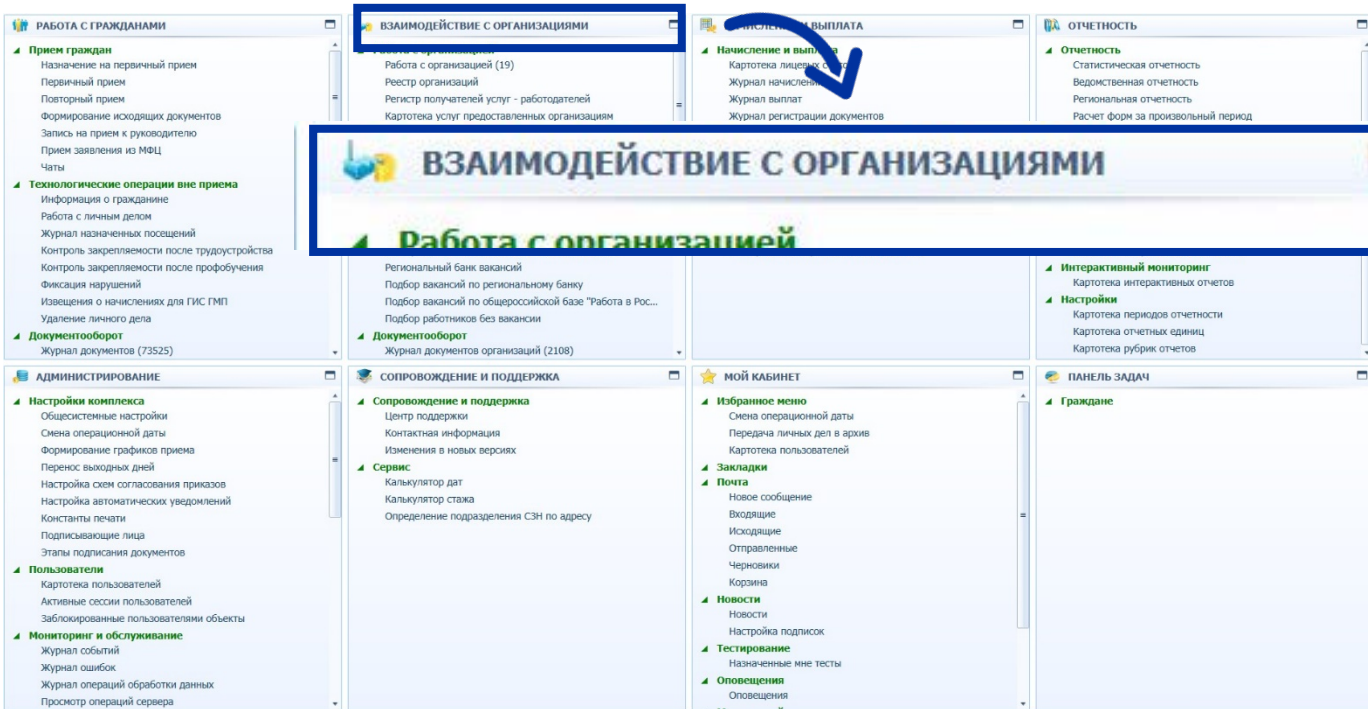 РАБОТА С ГРАЖДАНАМИ
Прием граждан
Назначение на первичный прием
Первичный прием
Повторный прием
Формирование исходящих документов
Запись на прием к руководителю
Прием заявления из МФЦ
Чаты
Технологические операции вне приема
Информация о гражданине
Работа с личным делом
Журнал назначенных посещений
Контроль закрепляемости после трудоустройства
Контроль закрепляемости после профобучения
Фиксация нарушений
Извещения о начислениях для ГИС ГМП
Удаление личного дела
Документооборот
Журнал документов (73525)
ВЗАИМОДЕЙСТВИЕ С ОРГАНИЗАЦИЯМИ
Работа с организацией
Работа с организацией (19)
Реестр организаций
Регистр получателей услуг - работодателей
Картотека услуг предоставленных организациям
ВЗАИМОДЕЙСТВИЕ С ОРГАНИЗАЦИЯМИ
Работа с организацией
Региональный банк вакансий
Подбор вакансий по региональному банку
Подбор вакансий по общероссийской базе "Работа в Рос...
Подбор работников без вакансии
Документооборот
Журнал документов организаций (2108)
И ВЫПЛАТА
Начисление и
Картотека лицевых
Журнал
Журнал выплат
Журнал регистрации документов
ОТЧЕТНОСТЬ
Отчетность
Статистическая отчетность
Ведомственная отчетность
Региональная отчетность
Расчет форм за произвольный период
Интерактивный мониторинг
Картотека интерактивных отчетов
Настройки
Картотека периодов отчетности
Картотека отчетных единиц
Картотека рубрик отчетов
АДМИНИСТРИРОВАНИЕ
Настройки комплекса
Общесистемные настройки
Смена операционной даты
Формирование графиков приема
Перенос выходных дней
Настройка схем согласования приказов
Настройка автоматических уведомлений
Константы печати
Подписывающие лица
Этапы подписания документов
Пользователи
Картотека пользователей
Активные сессии пользователей
Заблокированные пользователями объекты
Мониторинг и обслуживание
Журнал событий
Журнал ошибок
Журнал операций обработки данных
Просмотр операций сервера
СОПРОВОЖДЕНИЕ И ПОДДЕРЖКА
Сопровождение и поддержка
Центр поддержки
Контактная информация
Изменения в новых версиях
Сервис
Калькулятор дат
Калькулятор стажа
Определение подразделения СЗН по адресу
МОЙ КАБИНЕТ
Избранное меню
Смена операционной даты
Передача личных дел в архив
Картотека пользователей
Закладки
Почта
Новое сообщение
Входящие
Исходящие
Отправленные
Черновики
Корзина
Новости
Новости
Настройка подписок
Тестирование
Назначенные мне тесты
Оповещения
Оповещения
ПАНЕЛЬ ЗАДАЧ
Граждане